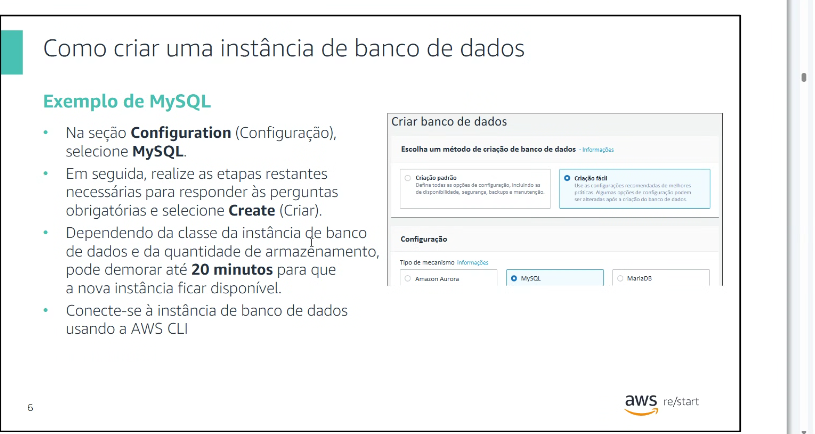 Como criar uma instância de banco de dados
Exemplo de MySQL
• Na seção Configuration (Configuração),
selecione MySQL.
• Em seguida, realize as etapas restantes
necessárias para responder às perguntas
obrigatórias e selecione Create (Criar).
• Dependendo da classe da instância de banco
de dados e da quantidade de armazenamento,
pode demorar até 20 minutos para que
a nova instância ficar disponível.
• Conecte-se à instância de banco de dados
usando a AWS CLI
Criar banco de dados
Escolha um método de criação de banco de dados - Informações
Criação padrão
Defina todas as opções de configuração, incluindo as
da disponibilidade, segurança, backups e manutenção.
Criação fácil
Use as configurações recomendadas de melhores
práticas. Algumas opções de configuração podem
ser alteradas após a criação do banco de dados.
Configuração
Tipo de mecanismo Informações
Amazon Aurora
MySQL
MariaDB
6
aws re/start